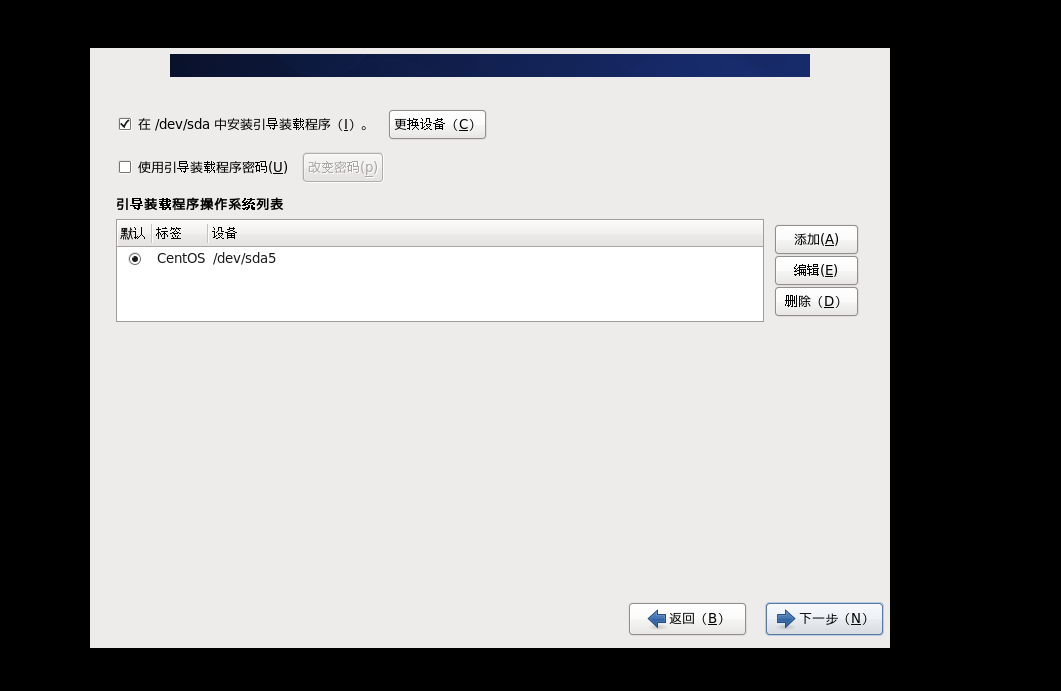 在 /dev/sda 中安装引导装载程序（I）。 更换设备（C）
使用引导装载程序密码(U) 改变密码(p)
引导装载程序操作系统列表
默认 标签 设备
CentOS /dev/sda5
添加(A)
编辑(E)
删除（D）
返回（B） 下一步（N）